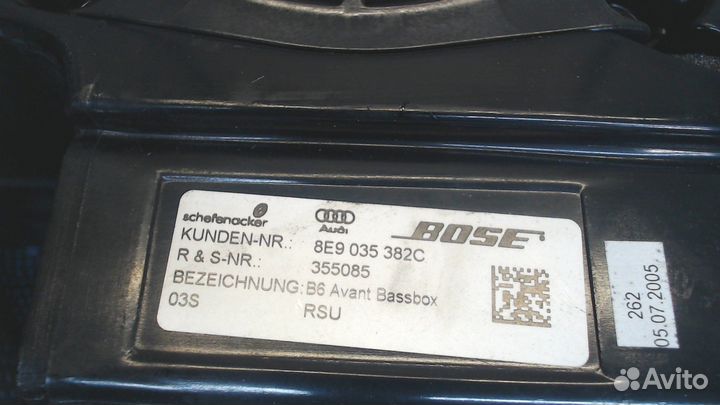 schefenacker
Audi
BOSE
KUNDEN-NR.: 8E9 035 382C
R & S-NR.: 355085
BEZEICHNUNG: B6 Avant Bassbox
03S RSU
262
05.07.2005
Avito